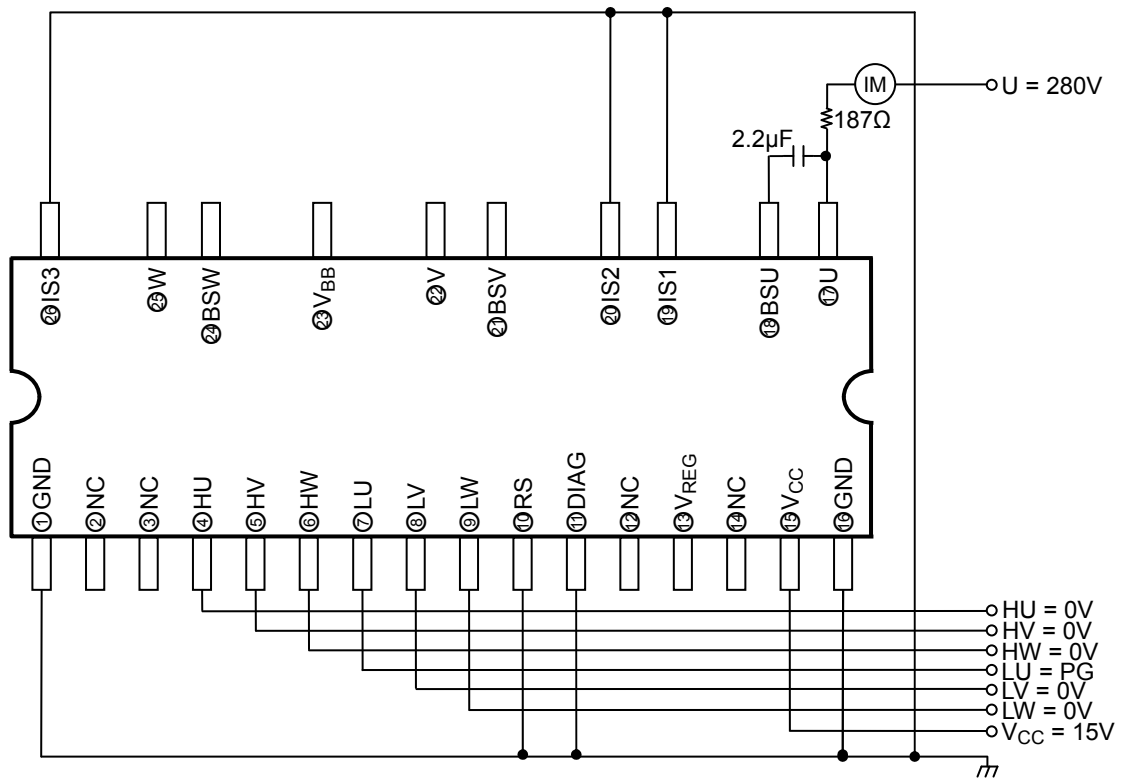 IM
U = 280V
187Ω
2.2μF
㉖IS3
㉕W
㉔BSW
㉓VBB
㉒V
㉑BSV
⑳IS2
⑲IS1
⑱BSU
⑰U
①GND
②NC
③NC
④HU
⑤HV
⑥HW
⑦LU
⑧LV
⑨LW
⑩RS
⑪DIAG
⑫NC
⑬VREG
⑭NC
⑮VCC
⑯GND
HU = 0V
HV = 0V
HW = 0V
LU = PG
LV = 0V
LW = 0V
VCC = 15V